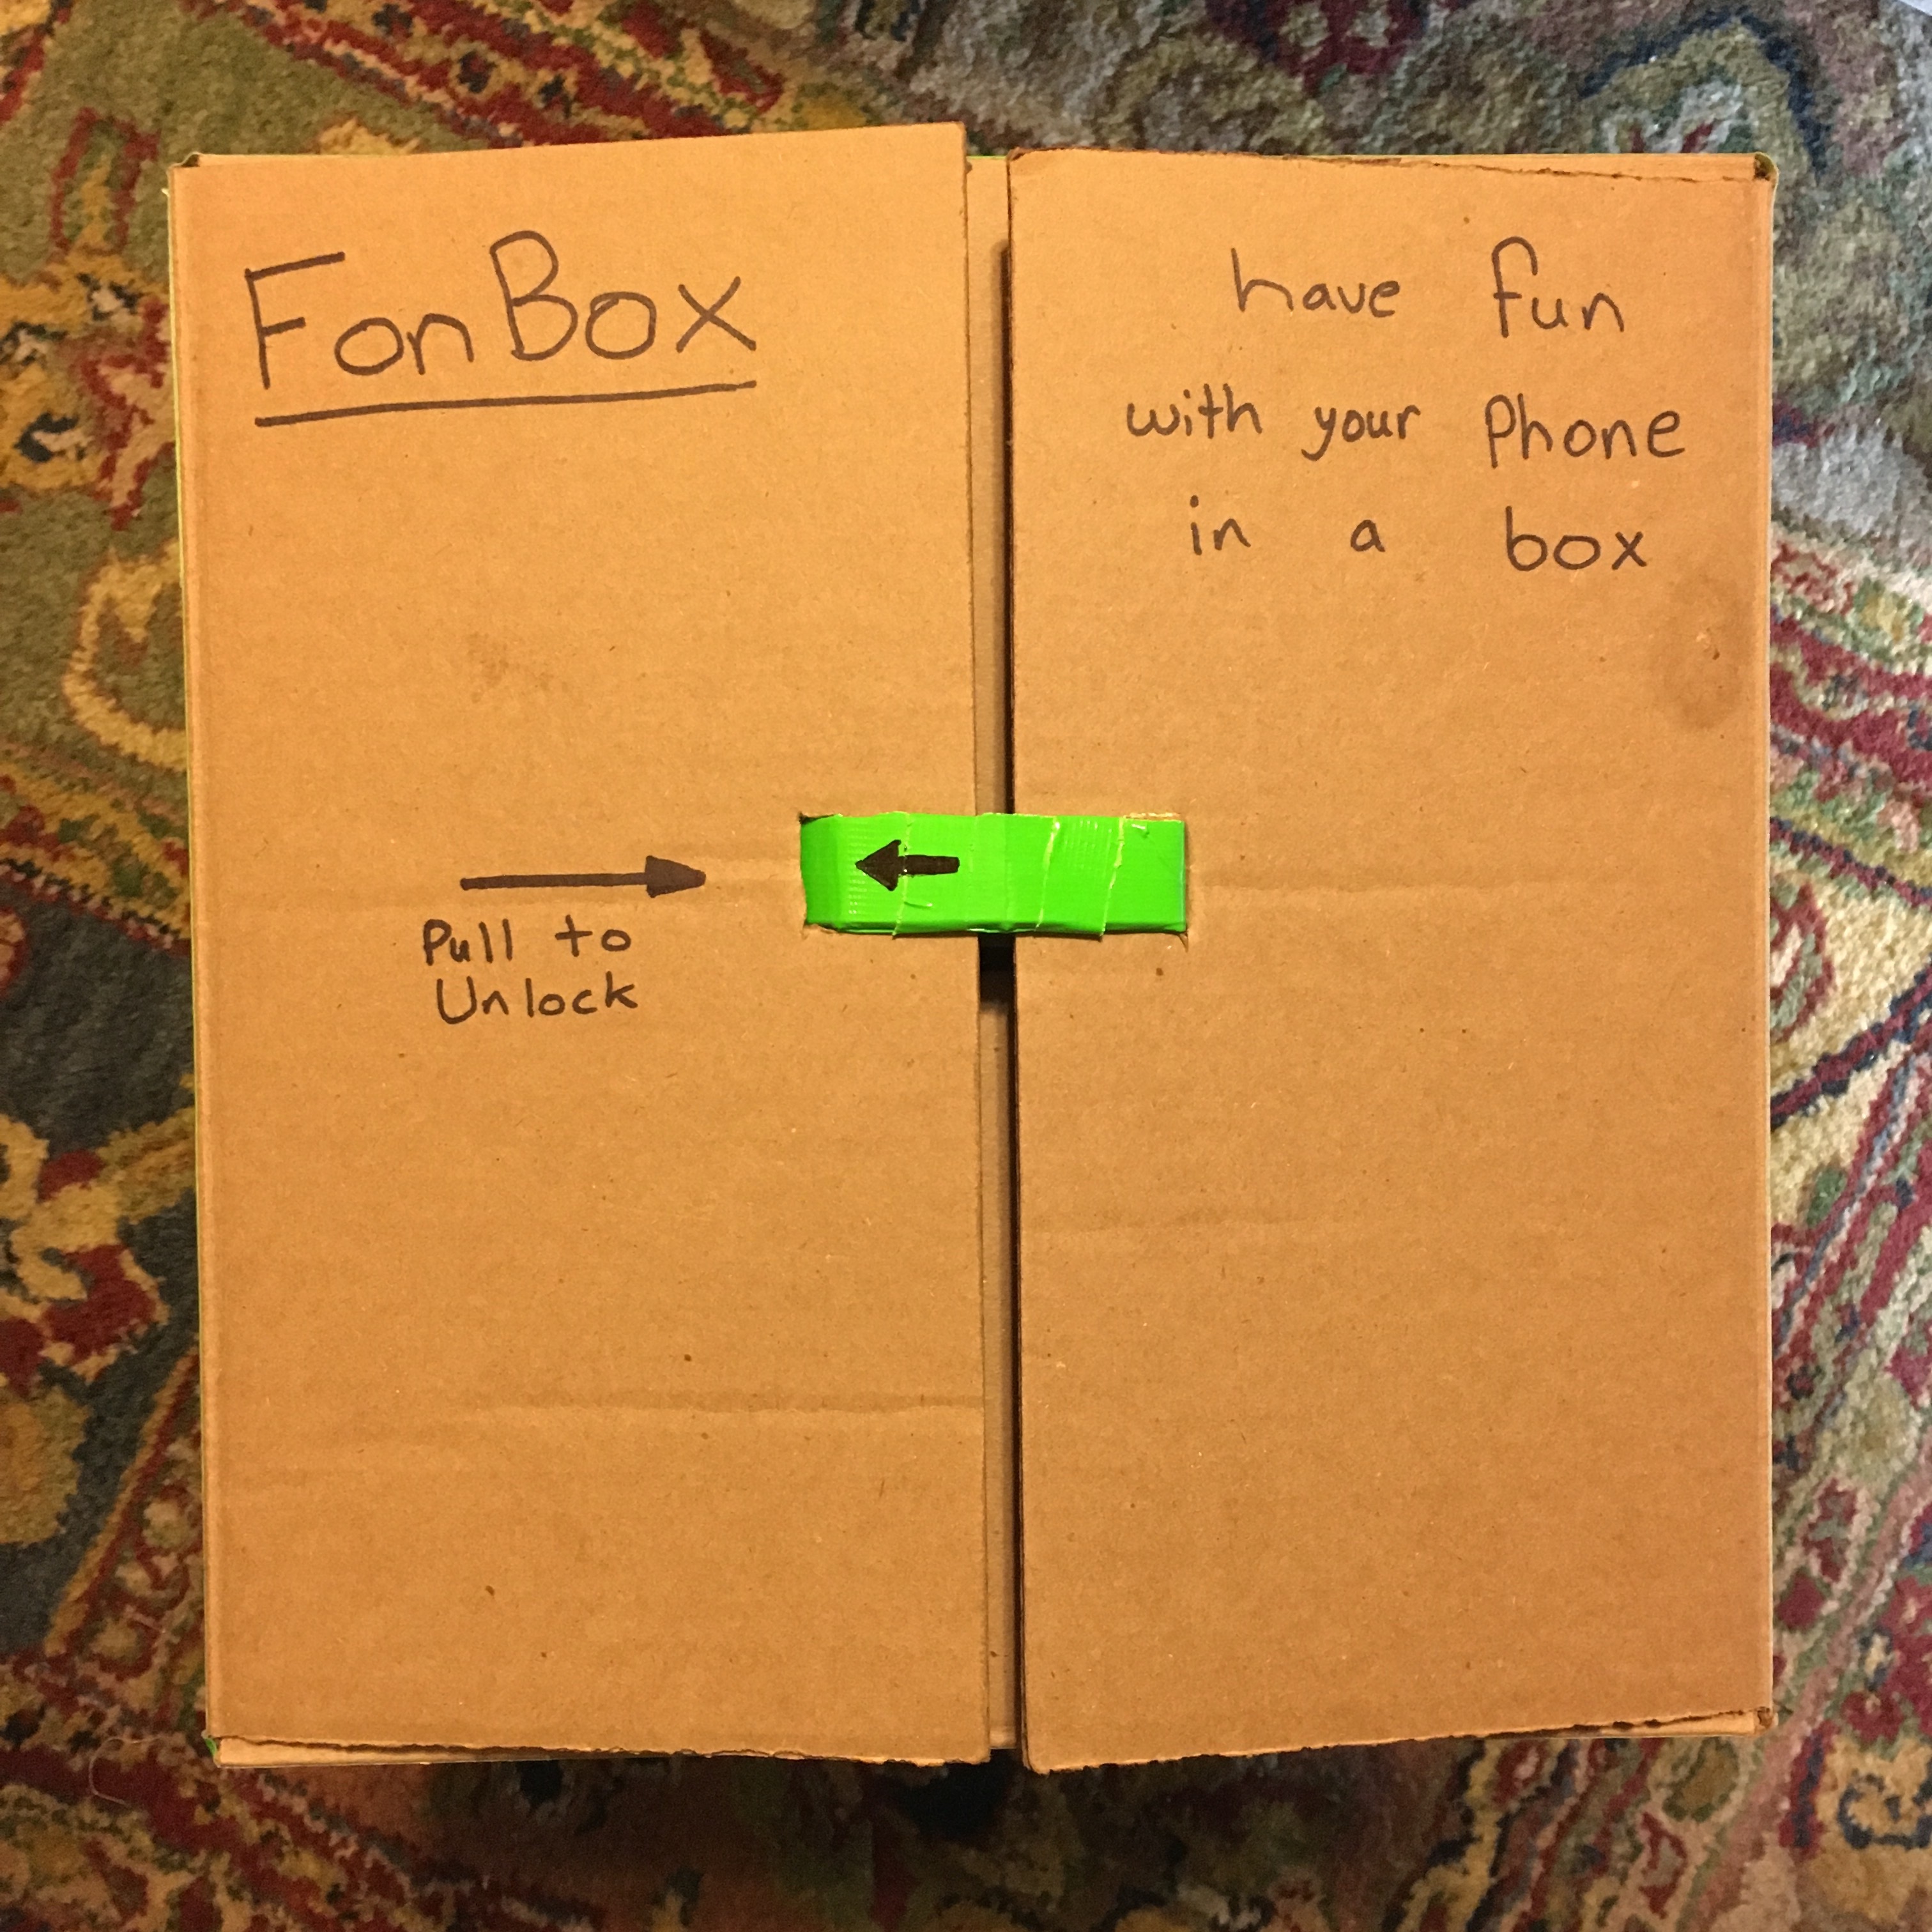 FonBox
Pull to
Unlock
have fun
with your Phone
in a box